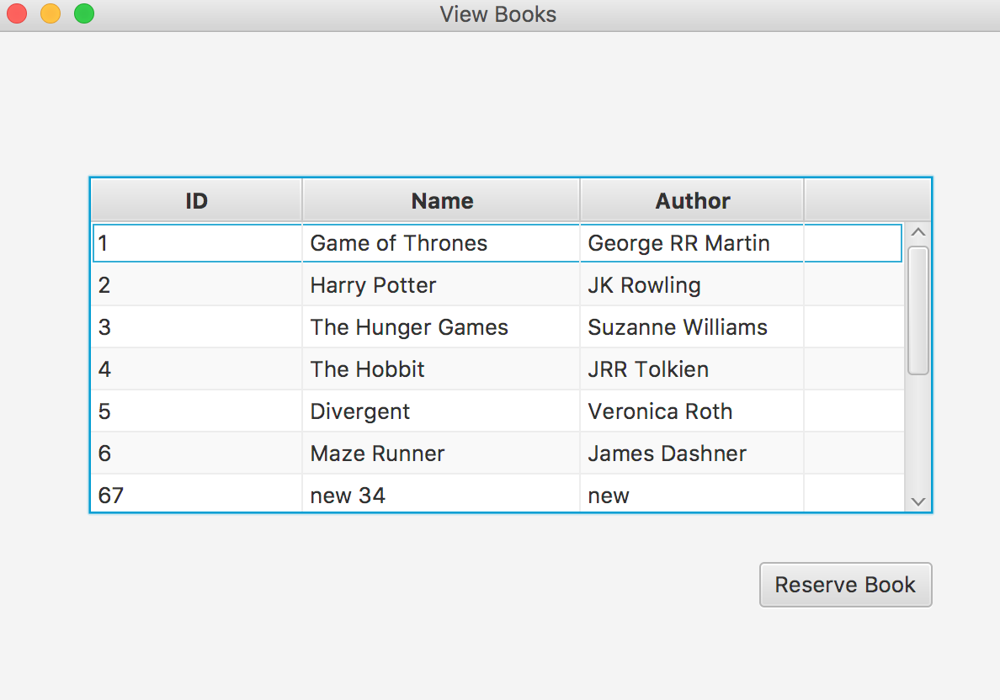 View Books
ID Name Author
1 Game of Thrones George RR Martin
2 Harry Potter JK Rowling
3 The Hunger Games Suzanne Williams
4 The Hobbit JRR Tolkien
5 Divergent Veronica Roth
6 Maze Runner James Dashner
67 new 34 new
Reserve Book